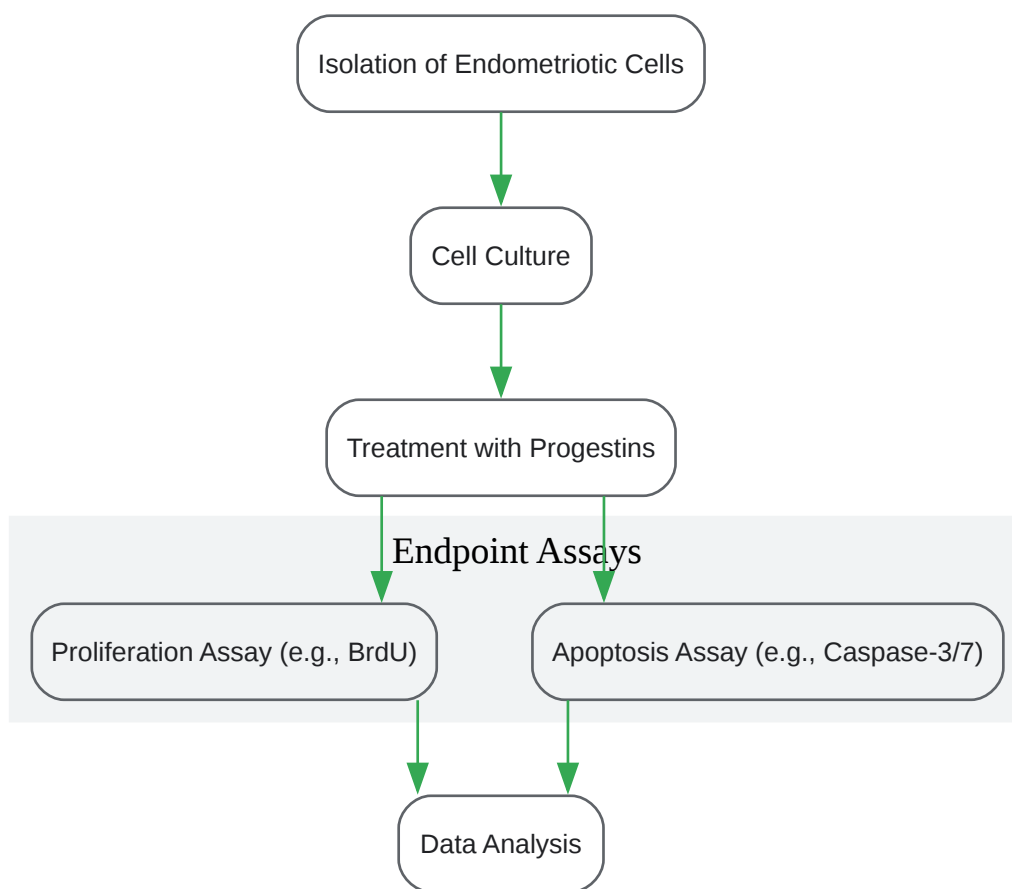 Isolation of Endometriotic Cells
Cell Culture
Treatment with Progestins
Endpoint Assays
Proliferation Assay (e.g., BrdU)
Apoptosis Assay (e.g., Caspase-3/7)
Data Analysis